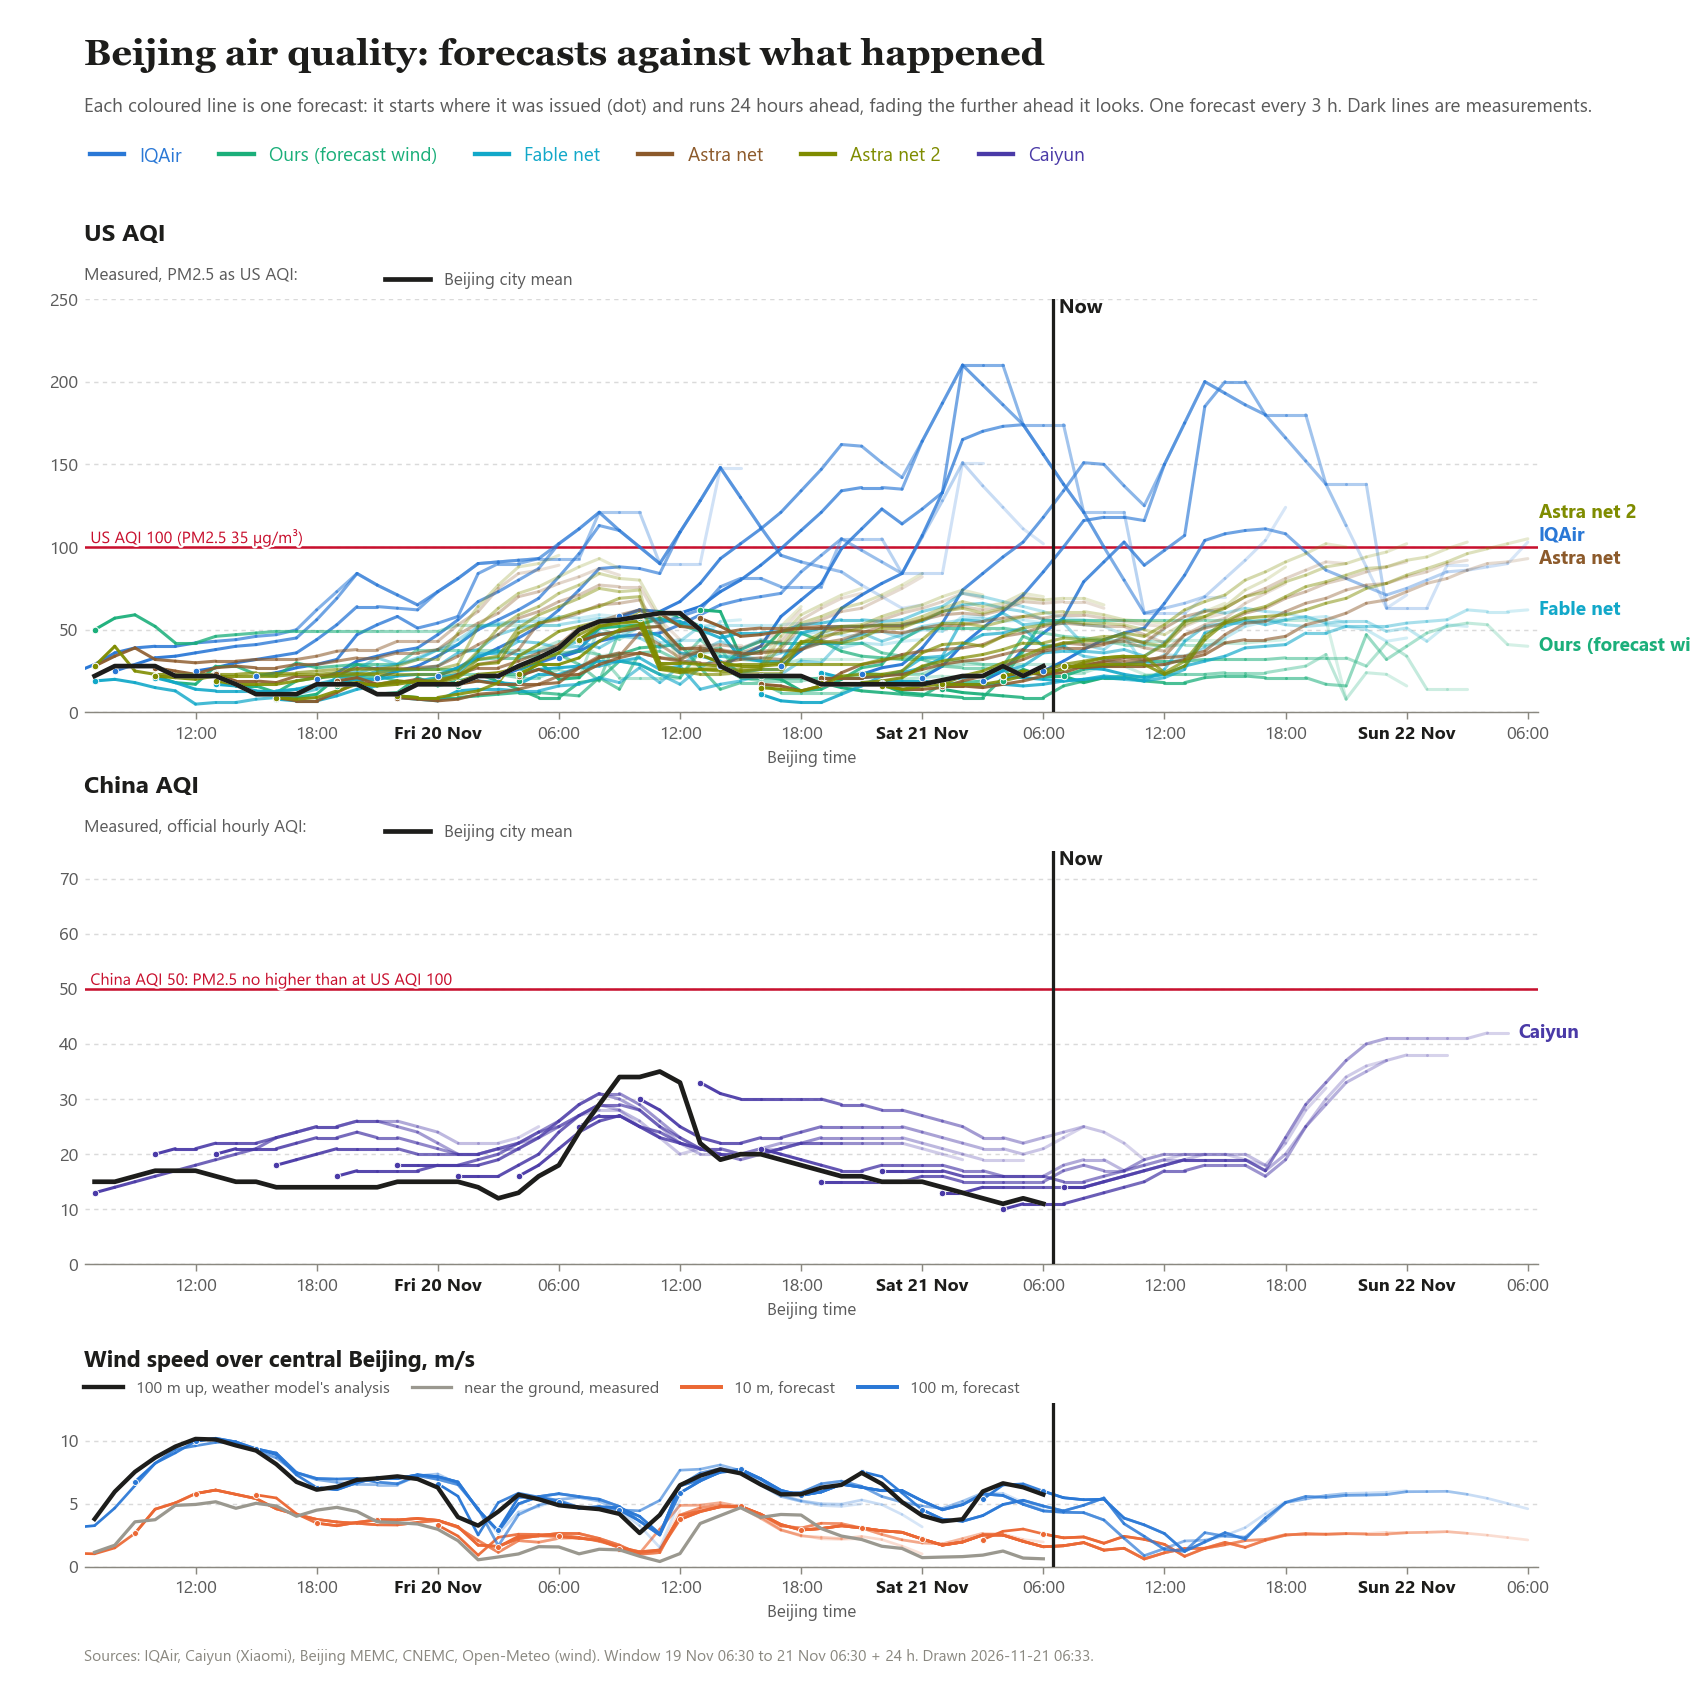 Beijing air quality: forecasts against what happened
Each coloured line is one forecast: it starts where it was issued (dot) and runs 24 hours ahead, fading the further ahead it looks. One forecast every 3 h. Dark lines are measurements.
IQAir Ours (forecast wind) Fable net Astra net Astra net 2 Caiyun
US AQI
Measured, PM2.5 as US AQI: Beijing city mean
250
Now
200
150
Astra net 2
US AQI 100 (PM2.5 35 µg/m³)
IQAir
100
Astra net
Fable net
50
Ours (forecast wi
0
12:00 18:00 Fri 20 Nov 06:00 12:00 18:00 Sat 21 Nov 06:00 12:00 18:00 Sun 22 Nov 06:00
Beijing time
China AQI
Measured, official hourly AQI: Beijing city mean
Now
70
60
China AQI 50: PM2.5 no higher than at US AQI 100
50
Caiyun
40
30
20
10
0
12:00 18:00 Fri 20 Nov 06:00 12:00 18:00 Sat 21 Nov 06:00 12:00 18:00 Sun 22 Nov 06:00
Beijing time
Wind speed over central Beijing, m/s
100 m up, weather model's analysis near the ground, measured 10 m, forecast 100 m, forecast
10
5
0
12:00 18:00 Fri 20 Nov 06:00 12:00 18:00 Sat 21 Nov 06:00 12:00 18:00 Sun 22 Nov 06:00
Beijing time
Sources: IQAir, Caiyun (Xiaomi), Beijing MEMC, CNEMC, Open-Meteo (wind). Window 19 Nov 06:30 to 21 Nov 06:30 + 24 h. Drawn 2026-11-21 06:33.